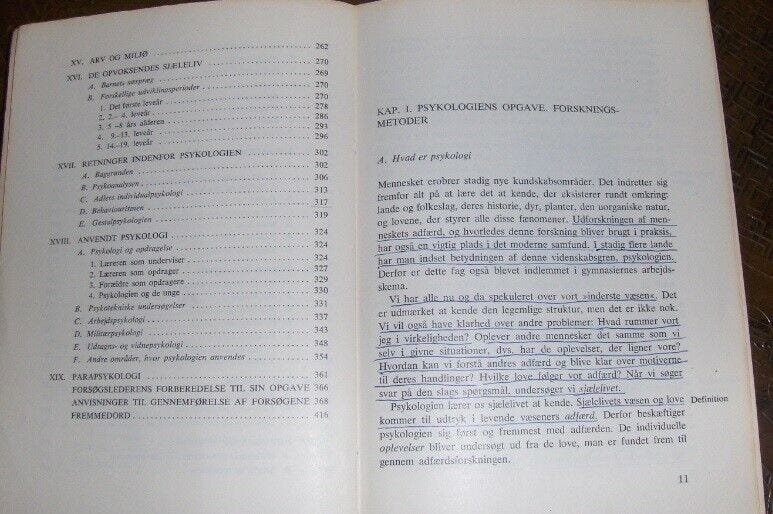 XV. ARV OG MILJØ 262
XVI. DE OPVOKSENDES SJÆLELIV 270
A. Barnets særpræg 269
B. Forskellige udviklingsperioder 270
1. Det første leveår 270
2. 2.– 4. leveår 278
3. 5 –8 års alderen 286
4. 9.–13. leveår 293
5. 14.–19. leveår 296
XVII. RETNINGER INDENFOR PSYKOLOGIEN 302
A. Baggrunden 302
B. Psykoanalysen 306
C. Adlers individualpsykologi 313
D. Behaviourismen 317
E. Gestaltpsykologien 319
XVIII. ANVENDT PSYKOLOGI 324
A. Psykologi og opdragelse 324
1. Læreren som underviser 324
2. Læreren som opdrager 327
3. Forældre som opdragere 329
4. Psykologien og de unge 330
B. Psykotekniske undersøgelser 331
C. Arbejdspsykologi 337
D. Militærpsykologi 343
E. Udtagns- og vidnepsykologi 348
F. Andre områder, hvor psykologien anvendes 354
XIX. PARAPSYKOLOGI 361
FORSØGSLEDERENS FORBEREDELSE TIL SIN OPGAVE 366
ANVISNINGER TIL GENNEMFØRELSE AF FORSØGENE 368
FREMMEDORD 416
KAP. I. PSYKOLOGIENS OPGAVE. FORSKNINGS-
METODER
A. Hvad er psykologi
Mennesket erobrer stadig nye kundskabsområder. Det indretter sig
fremfor alt på at lære det at kende, der eksisterer rundt omkring:
lande og folkeslag, deres historie, dyr, planter, den uorganiske natur,
og lovene, der styrer alle disse fænomener. Udforskningen af men-
neskets adfærd, og hvorledes denne forskning bliver brugt i praksis,
har også en vigtig plads i det moderne samfund. I stadig flere lande
har man indset betydningen af denne videnskabsgren, psykologien.
Derfor er dette fag også blevet indlemmet i gymnasiernes arbejds-
skema.
Vi har alle nu og da spekuleret over vort »inderste væsen«. Det
er udmærket at kende den legemlige struktur, men det er ikke nok.
Vi vil også have klarhed over andre problemer: Hvad rummer vort
jeg i virkeligheden? Oplever andre mennesket det samme som vi
selv i givne situationer, dvs. har de oplevelser, der ligner vore?
Hvordan kan vi forstå andres adfærd og blive klar over motiverne
til deres handlinger? Hvilke love følger vor adfærd? Når vi søger
svar på den slags spørgsmål, undersøger vi sjælelivet.
Psykologien lærer os sjælelivet at kende. Sjælelivets væsen og love Definition
kommer til udtryk i levende væseners adfærd. Derfor beskæftiger
psykologien sig først og fremmest med adfærden. De individuelle
oplevelser bliver undersøgt ud fra de love, man er fundet frem til
gennem adfærdsforskningen.
11